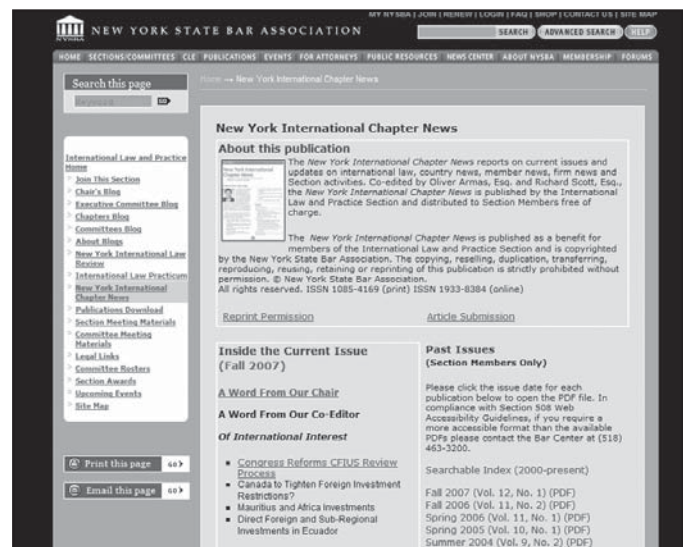 MY NYSBA | JOIN | RENEW | LOGIN | FAQ | SHOP | CONTACT US | SITE MAP
NYSBA
NEW YORK STATE BAR ASSOCIATION
SEARCH
ADVANCED SEARCH
HELP
HOME SECTIONS/COMMITTEES CLE PUBLICATIONS EVENTS FOR ATTORNEYS PUBLIC RESOURCES NEWS CENTER ABOUT NYSBA MEMBERSHIP FORUMS
Search this page
Keyword
GO
Home → New York International Chapter News
International Law and Practice
Home
Join This Section
Chair's Blog
Executive Committee Blog
Chapters Blog
Committees Blog
About Blogs
New York International Law
Review
International Law Practicum
New York International
Chapter News
Publications Download
Section Meeting Materials
Committee Meeting
Materials
Legal Links
Committee Rosters
Section Awards
Upcoming Events
Site Map
Print this page GO
Email this page GO
New York International Chapter News
About this publication
The New York International Chapter News reports on current issues and
updates on international law, country news, member news, firm news and
Section activities. Co-edited by Oliver Armas, Esq. and Richard Scott, Esq.,
the New York International Chapter News is published by the International
Law and Practice Section and distributed to Section Members free of
charge.
The New York International Chapter News is published as a benefit for
members of the International Law and Practice Section and is copyrighted
by the New York State Bar Association. The copying, reselling, duplication, transferring,
reproducing, reusing, retaining or reprinting of this publication is strictly prohibited without
permission. © New York State Bar Association.
All rights reserved. ISSN 1085-4169 (print) ISSN 1933-8384 (online)
Reprint Permission
Article Submission
Inside the Current Issue
(Fall 2007)
A Word From Our Chair
A Word From Our Co-Editor
Of International Interest
Congress Reforms CFIUS Review
Process
Canada to Tighten Foreign Investment
Restrictions?
Mauritius and Africa Investments
Direct Foreign and Sub-Regional
Investments in Ecuador
Past Issues
(Section Members Only)
Please click the issue date for each
publication below to open the PDF file. In
compliance with Section 508 Web
Accessibility Guidelines, if you require a
more accessible format than the available
PDFs please contact the Bar Center at (518)
463-3200.
Searchable Index (2000-present)
Fall 2007 (Vol. 12, No. 1) (PDF)
Fall 2006 (Vol. 11, No. 2) (PDF)
Spring 2006 (Vol. 11, No. 1) (PDF)
Spring 2005 (Vol. 10, No. 1) (PDF)
Summer 2004 (Vol. 9, No. 2) (PDF)